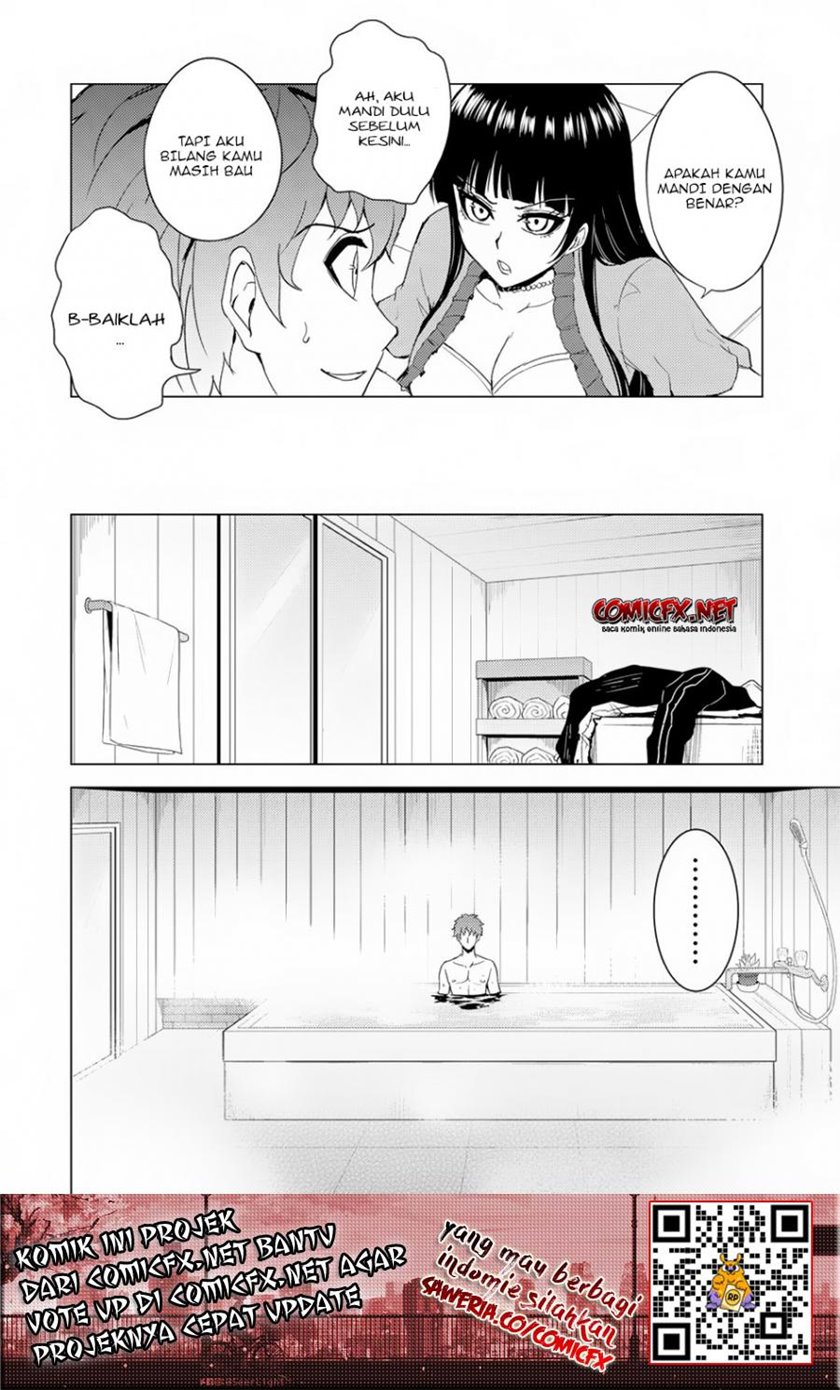 APAKAH KAMU
MANDI DENGAN
BENAR?
AH, AKU
MANDI DULU
SEBELUM
KESINI...
TAPI AKU
BILANG KAMU
MASIH BAU
B-BAIKLAH
...
COMICFX.NET
Baca Komik Online Bahasa Indonesia
..........
KOMIK INI PROJEK
DARI COMICFX.NET BANTU
VOTE UP DI COMICFX.NET AGAR
PROJEKNYA CEPAT UPDATE
yang mau berbagi
indomie silahkan
SAWERIA.CO/COMICFX
RP